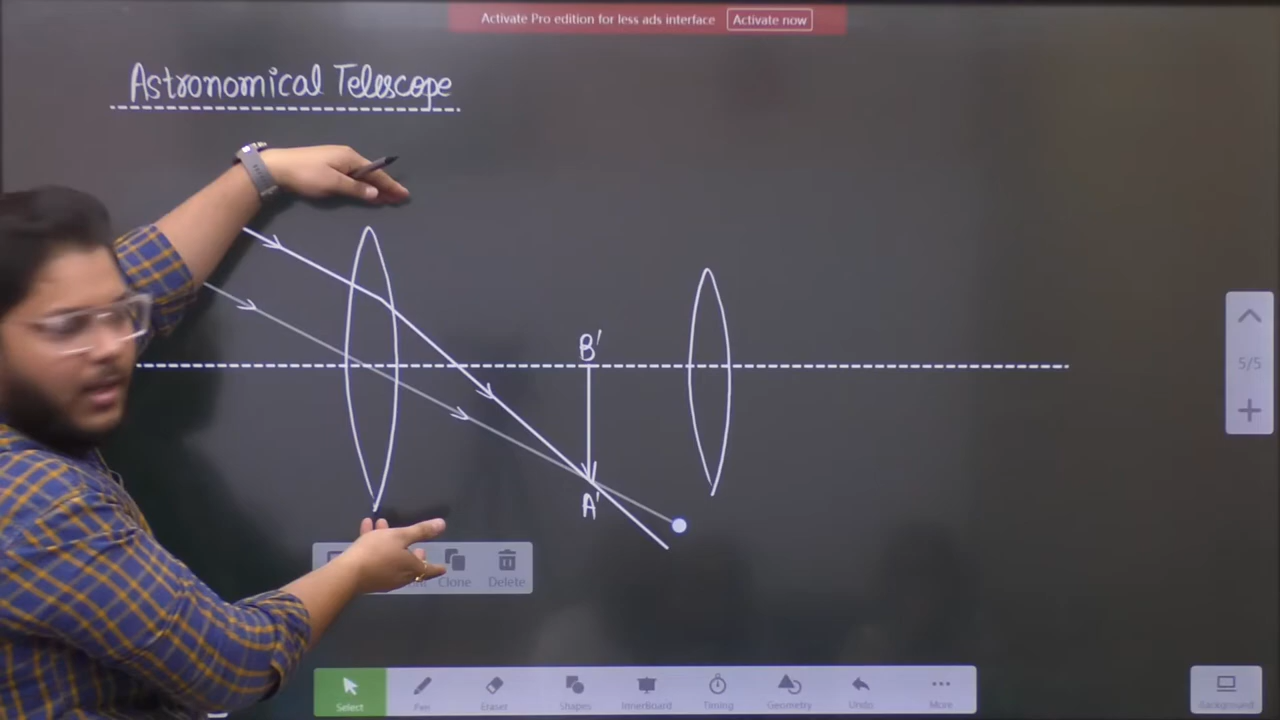 Activate Pro edition for less ads interface Activate now
Astronomical Telescope
B'
5/5
A'
Clone Delete
Select Pen Eraser Shapes InnerBoard Timing Geometry Undo More
Background